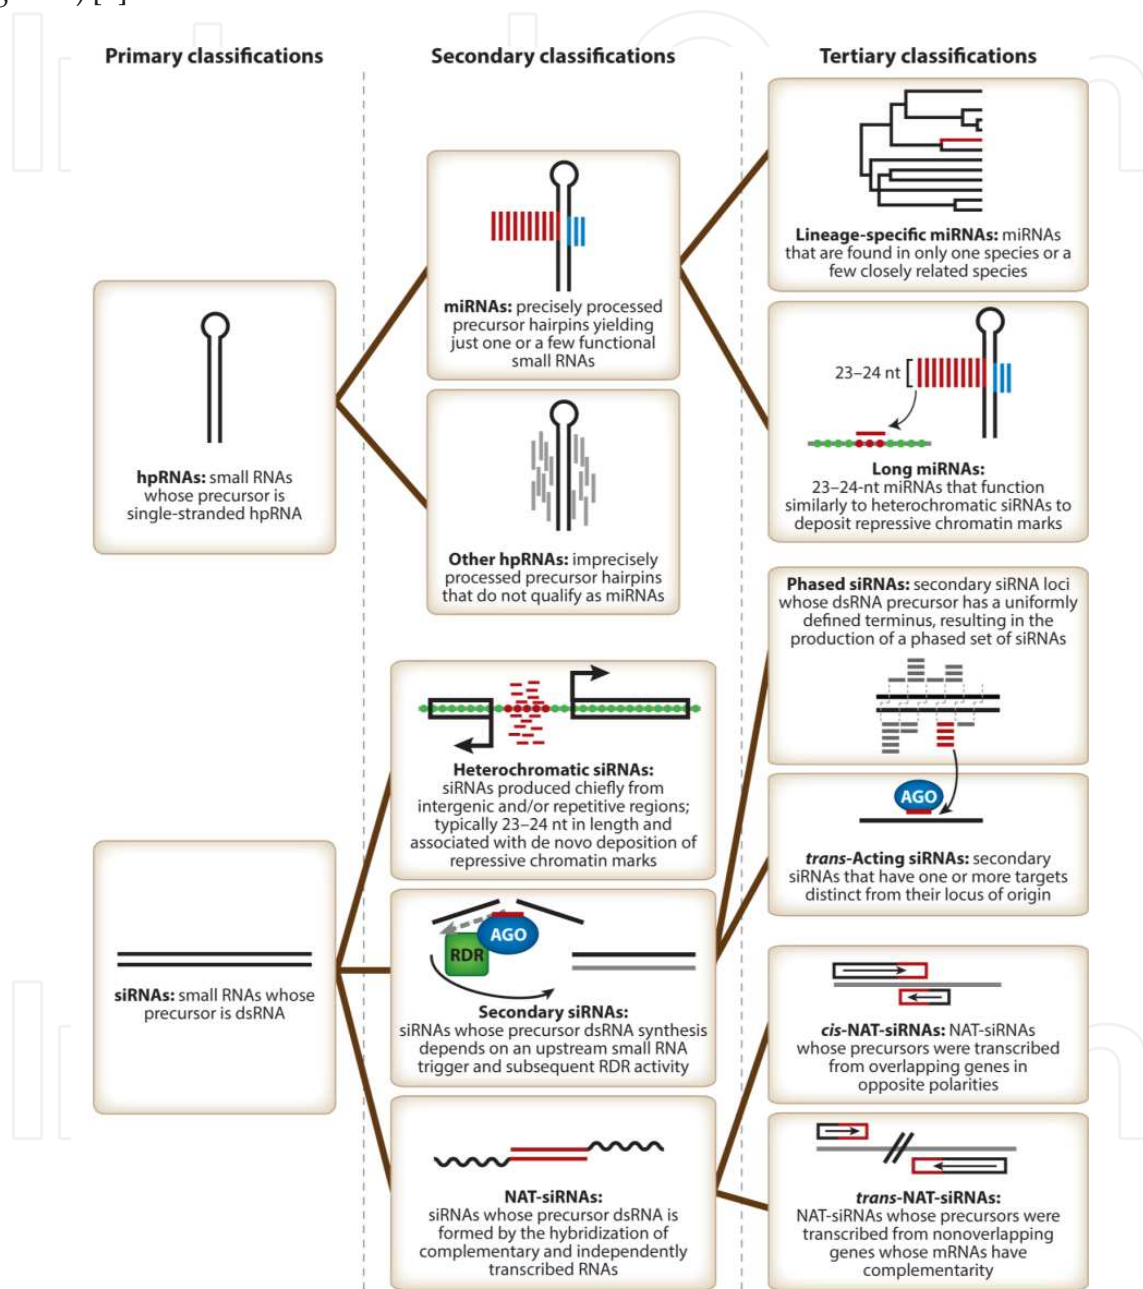 Primary classifications
Secondary classifications
Tertiary classifications
Lineage-specific miRNAs: miRNAs
that are found in only one species or a
few closely related species
miRNAs: precisely processed
precursor hairpins yielding
just one or a few functional
small RNAs
23–24 nt
Long miRNAs:
23–24-nt miRNAs that function
similarly to heterochromatic siRNAs to
deposit repressive chromatin marks
hpRNAs: small RNAs
whose precursor is
single-stranded hpRNA
Other hpRNAs: imprecisely
processed precursor hairpins
that do not qualify as miRNAs
Phased siRNAs: secondary siRNA loci
whose dsRNA precursor has a uniformly
defined terminus, resulting in the
production of a phased set of siRNAs
Heterochromatic siRNAs:
siRNAs produced chiefly from
intergenic and/or repetitive regions;
typically 23–24 nt in length and
associated with de novo deposition of
repressive chromatin marks
AGO
trans-Acting siRNAs: secondary
siRNAs that have one or more targets
distinct from their locus of origin
siRNAs: small RNAs whose
precursor is dsRNA
AGO
RDR
Secondary siRNAs:
siRNAs whose precursor dsRNA synthesis
depends on an upstream small RNA
trigger and subsequent RDR activity
cis-NAT-siRNAs: NAT-siRNAs
whose precursors were transcribed
from overlapping genes in
opposite polarities
NAT-siRNAs:
siRNAs whose precursor dsRNA is
formed by the hybridization of
complementary and independently
transcribed RNAs
trans-NAT-siRNAs:
NAT-siRNAs whose precursors were
transcribed from nonoverlapping
genes whose mRNAs have
complementarity